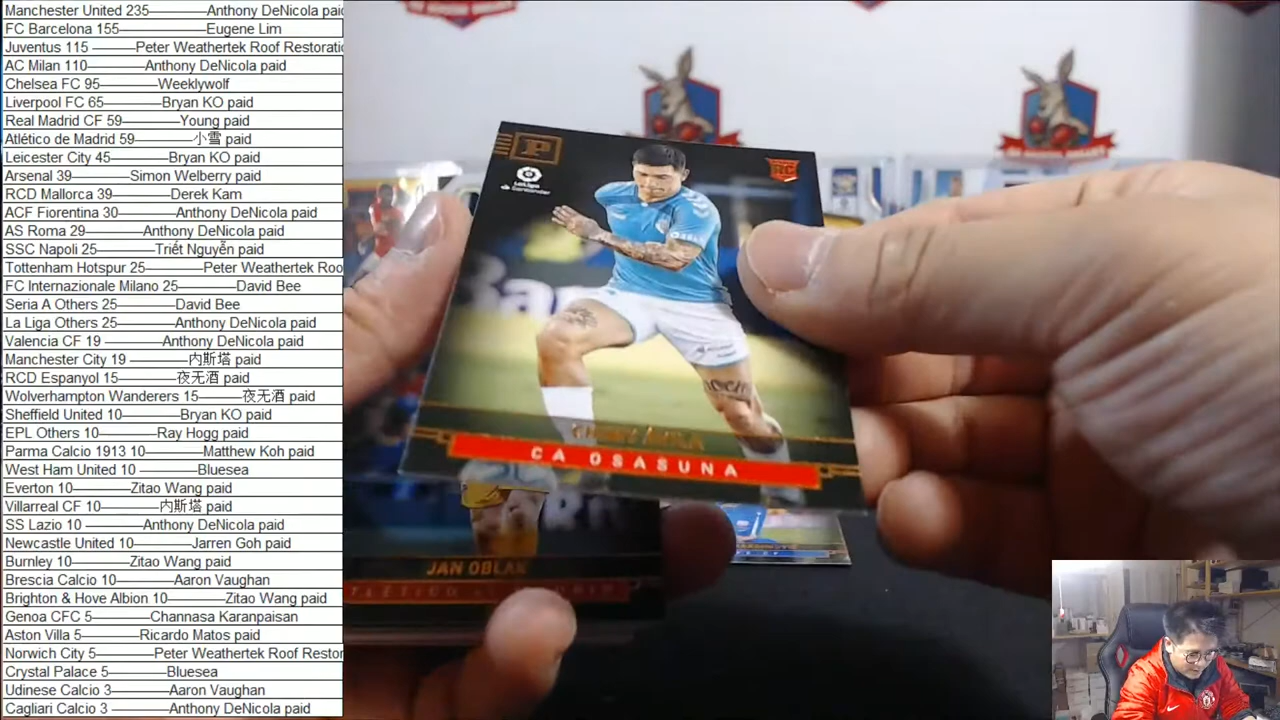 Manchester United 235————Anthony DeNicola paid
FC Barcelona 155————Eugene Lim
Juventus 115 ————Peter Weathertek Roof Restorati
AC Milan 110————Anthony DeNicola paid
Chelsea FC 95————Weeklywolf
Liverpool FC 65————Bryan KO paid
Real Madrid CF 59————Young paid
Atlético de Madrid 59————小雪 paid
Leicester City 45————Bryan KO paid
Arsenal 39————Simon Welberry paid
RCD Mallorca 39————Derek Kam
ACF Fiorentina 30————Anthony DeNicola paid
AS Roma 29————Anthony DeNicola paid
SSC Napoli 25————Triết Nguyễn paid
Tottenham Hotspur 25————Peter Weathertek Roo
FC Internazionale Milano 25————David Bee
Seria A Others 25————David Bee
La Liga Others 25————Anthony DeNicola paid
Valencia CF 19————Anthony DeNicola paid
Manchester City 19 ————内斯塔 paid
RCD Espanyol 15————夜无酒 paid
Wolverhampton Wanderers 15————夜无酒 paid
Sheffield United 10————Bryan KO paid
EPL Others 10————Ray Hogg paid
Parma Calcio 1913 10————Matthew Koh paid
West Ham United 10 ————Bluesea
Everton 10————Zitao Wang paid
Villarreal CF 10————内斯塔 paid
SS Lazio 10 ————Anthony DeNicola paid
Newcastle United 10————Jarren Goh paid
Burnley 10————Zitao Wang paid
Brescia Calcio 10————Aaron Vaughan
Brighton & Hove Albion 10————Zitao Wang paid
Genoa CFC 5————Channasa Karanpaisan
Aston Villa 5————Ricardo Matos paid
Norwich City 5————Peter Weathertek Roof Restor
Crystal Palace 5————Bluesea
Udinese Calcio 3————Aaron Vaughan
Cagliari Calcio 3 ————Anthony DeNicola paid
P
RC
LaLiga
Santander
CA OSASUNA
JAN OBLAK